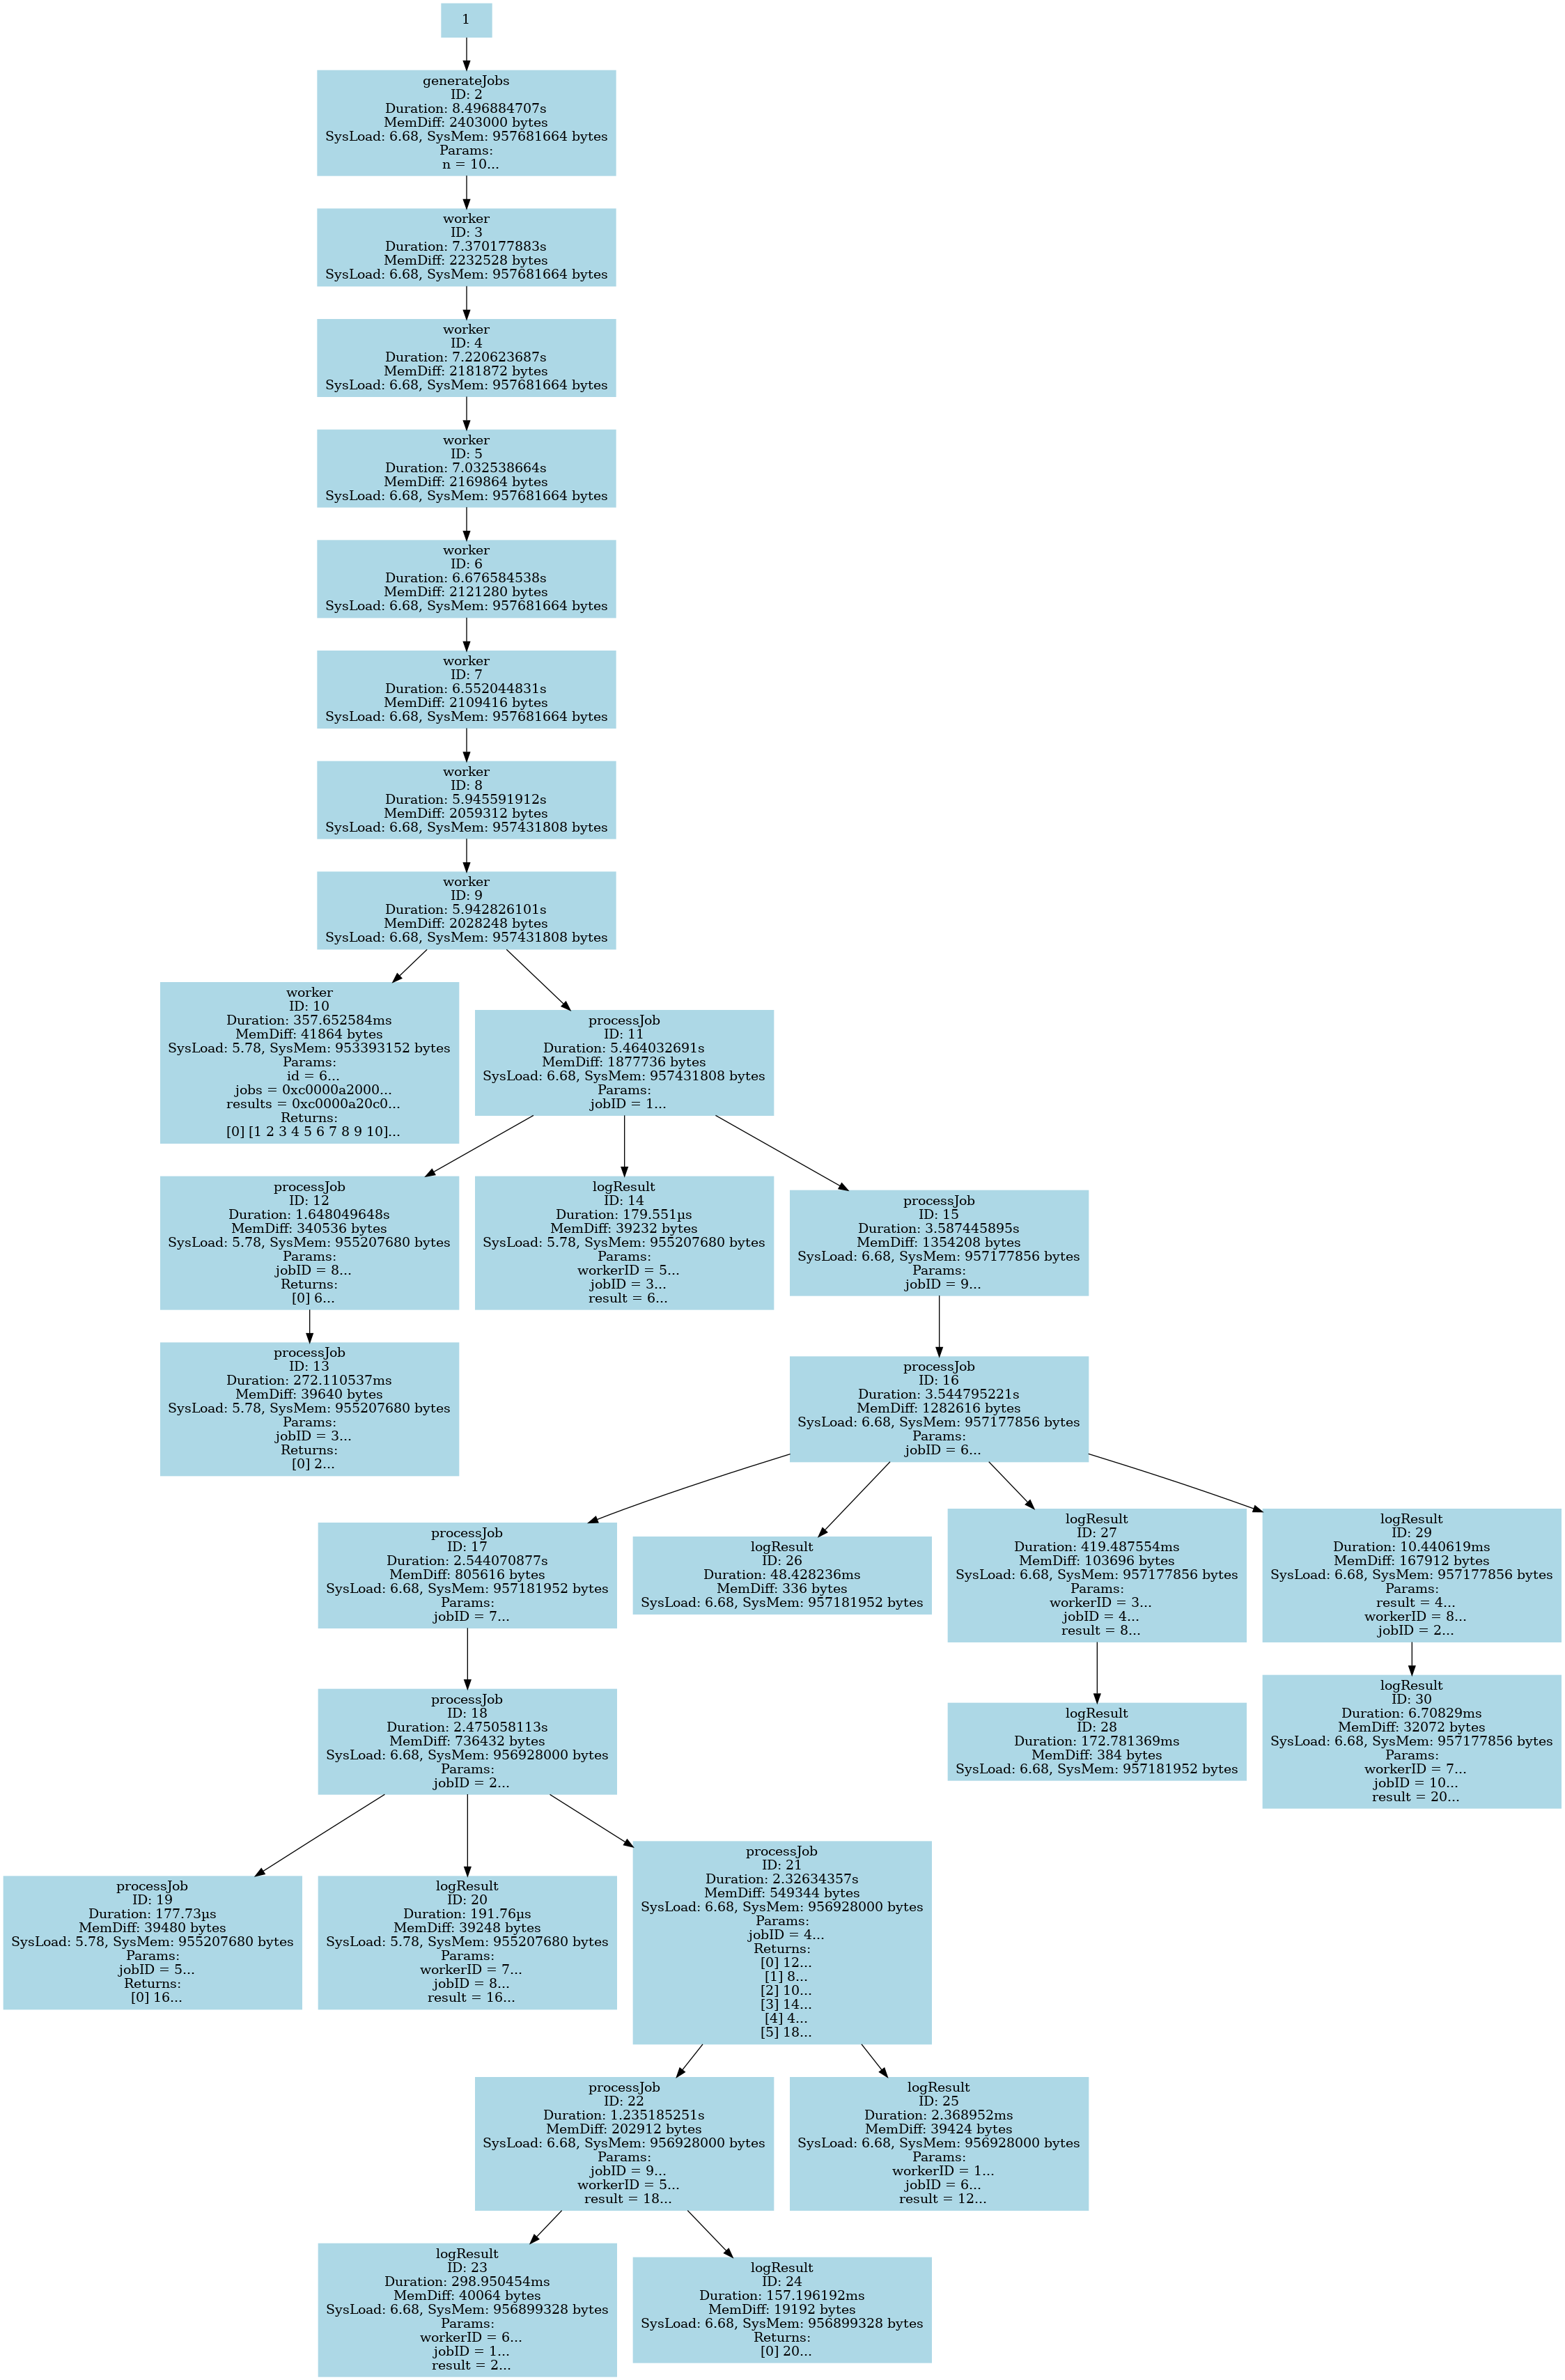 1
generateJobs
ID: 2
Duration: 8.496884707s
MemDiff: 2403000 bytes
SysLoad: 6.68, SysMem: 957681664 bytes
Params:
n = 10...
worker
ID: 3
Duration: 7.370177883s
MemDiff: 2232528 bytes
SysLoad: 6.68, SysMem: 957681664 bytes
worker
ID: 4
Duration: 7.220623687s
MemDiff: 2181872 bytes
SysLoad: 6.68, SysMem: 957681664 bytes
worker
ID: 5
Duration: 7.032538664s
MemDiff: 2169864 bytes
SysLoad: 6.68, SysMem: 957681664 bytes
worker
ID: 6
Duration: 6.676584538s
MemDiff: 2121280 bytes
SysLoad: 6.68, SysMem: 957681664 bytes
worker
ID: 7
Duration: 6.552044831s
MemDiff: 2109416 bytes
SysLoad: 6.68, SysMem: 957681664 bytes
worker
ID: 8
Duration: 5.945591912s
MemDiff: 2059312 bytes
SysLoad: 6.68, SysMem: 957431808 bytes
worker
ID: 9
Duration: 5.942826101s
MemDiff: 2028248 bytes
SysLoad: 6.68, SysMem: 957431808 bytes
worker
ID: 10
Duration: 357.652584ms
MemDiff: 41864 bytes
SysLoad: 5.78, SysMem: 953393152 bytes
Params:
id = 6...
jobs = 0xc0000a2000...
results = 0xc0000a20c0...
Returns:
[0] [1 2 3 4 5 6 7 8 9 10]...
processJob
ID: 11
Duration: 5.464032691s
MemDiff: 1877736 bytes
SysLoad: 6.68, SysMem: 957431808 bytes
Params:
jobID = 1...
processJob
ID: 12
Duration: 1.648049648s
MemDiff: 340536 bytes
SysLoad: 5.78, SysMem: 955207680 bytes
Params:
jobID = 8...
Returns:
[0] 6...
logResult
ID: 14
Duration: 179.551µs
MemDiff: 39232 bytes
SysLoad: 5.78, SysMem: 955207680 bytes
Params:
workerID = 5...
jobID = 3...
result = 6...
processJob
ID: 15
Duration: 3.587445895s
MemDiff: 1354208 bytes
SysLoad: 6.68, SysMem: 957177856 bytes
Params:
jobID = 9...
processJob
ID: 13
Duration: 272.110537ms
MemDiff: 39640 bytes
SysLoad: 5.78, SysMem: 955207680 bytes
Params:
jobID = 3...
Returns:
[0] 2...
processJob
ID: 16
Duration: 3.544795221s
MemDiff: 1282616 bytes
SysLoad: 6.68, SysMem: 957177856 bytes
Params:
jobID = 6...
processJob
ID: 17
Duration: 2.544070877s
MemDiff: 805616 bytes
SysLoad: 6.68, SysMem: 957181952 bytes
Params:
jobID = 7...
logResult
ID: 26
Duration: 48.428236ms
MemDiff: 336 bytes
SysLoad: 6.68, SysMem: 957181952 bytes
logResult
ID: 27
Duration: 419.487554ms
MemDiff: 103696 bytes
SysLoad: 6.68, SysMem: 957177856 bytes
Params:
workerID = 3...
jobID = 4...
result = 8...
logResult
ID: 29
Duration: 10.440619ms
MemDiff: 167912 bytes
SysLoad: 6.68, SysMem: 957177856 bytes
Params:
result = 4...
workerID = 8...
jobID = 2...
processJob
ID: 18
Duration: 2.475058113s
MemDiff: 736432 bytes
SysLoad: 6.68, SysMem: 956928000 bytes
Params:
jobID = 2...
logResult
ID: 28
Duration: 172.781369ms
MemDiff: 384 bytes
SysLoad: 6.68, SysMem: 957181952 bytes
logResult
ID: 30
Duration: 6.70829ms
MemDiff: 32072 bytes
SysLoad: 6.68, SysMem: 957177856 bytes
Params:
workerID = 7...
jobID = 10...
result = 20...
processJob
ID: 19
Duration: 177.73µs
MemDiff: 39480 bytes
SysLoad: 5.78, SysMem: 955207680 bytes
Params:
jobID = 5...
Returns:
[0] 16...
logResult
ID: 20
Duration: 191.76µs
MemDiff: 39248 bytes
SysLoad: 5.78, SysMem: 955207680 bytes
Params:
workerID = 7...
jobID = 8...
result = 16...
processJob
ID: 21
Duration: 2.32634357s
MemDiff: 549344 bytes
SysLoad: 6.68, SysMem: 956928000 bytes
Params:
jobID = 4...
Returns:
[0] 12...
[1] 8...
[2] 10...
[3] 14...
[4] 4...
[5] 18...
processJob
ID: 22
Duration: 1.235185251s
MemDiff: 202912 bytes
SysLoad: 6.68, SysMem: 956928000 bytes
Params:
jobID = 9...
workerID = 5...
result = 18...
logResult
ID: 25
Duration: 2.368952ms
MemDiff: 39424 bytes
SysLoad: 6.68, SysMem: 956928000 bytes
Params:
workerID = 1...
jobID = 6...
result = 12...
logResult
ID: 23
Duration: 298.950454ms
MemDiff: 40064 bytes
SysLoad: 6.68, SysMem: 956899328 bytes
Params:
workerID = 6...
jobID = 1...
result = 2...
logResult
ID: 24
Duration: 157.196192ms
MemDiff: 19192 bytes
SysLoad: 6.68, SysMem: 956899328 bytes
Returns:
[0] 20...